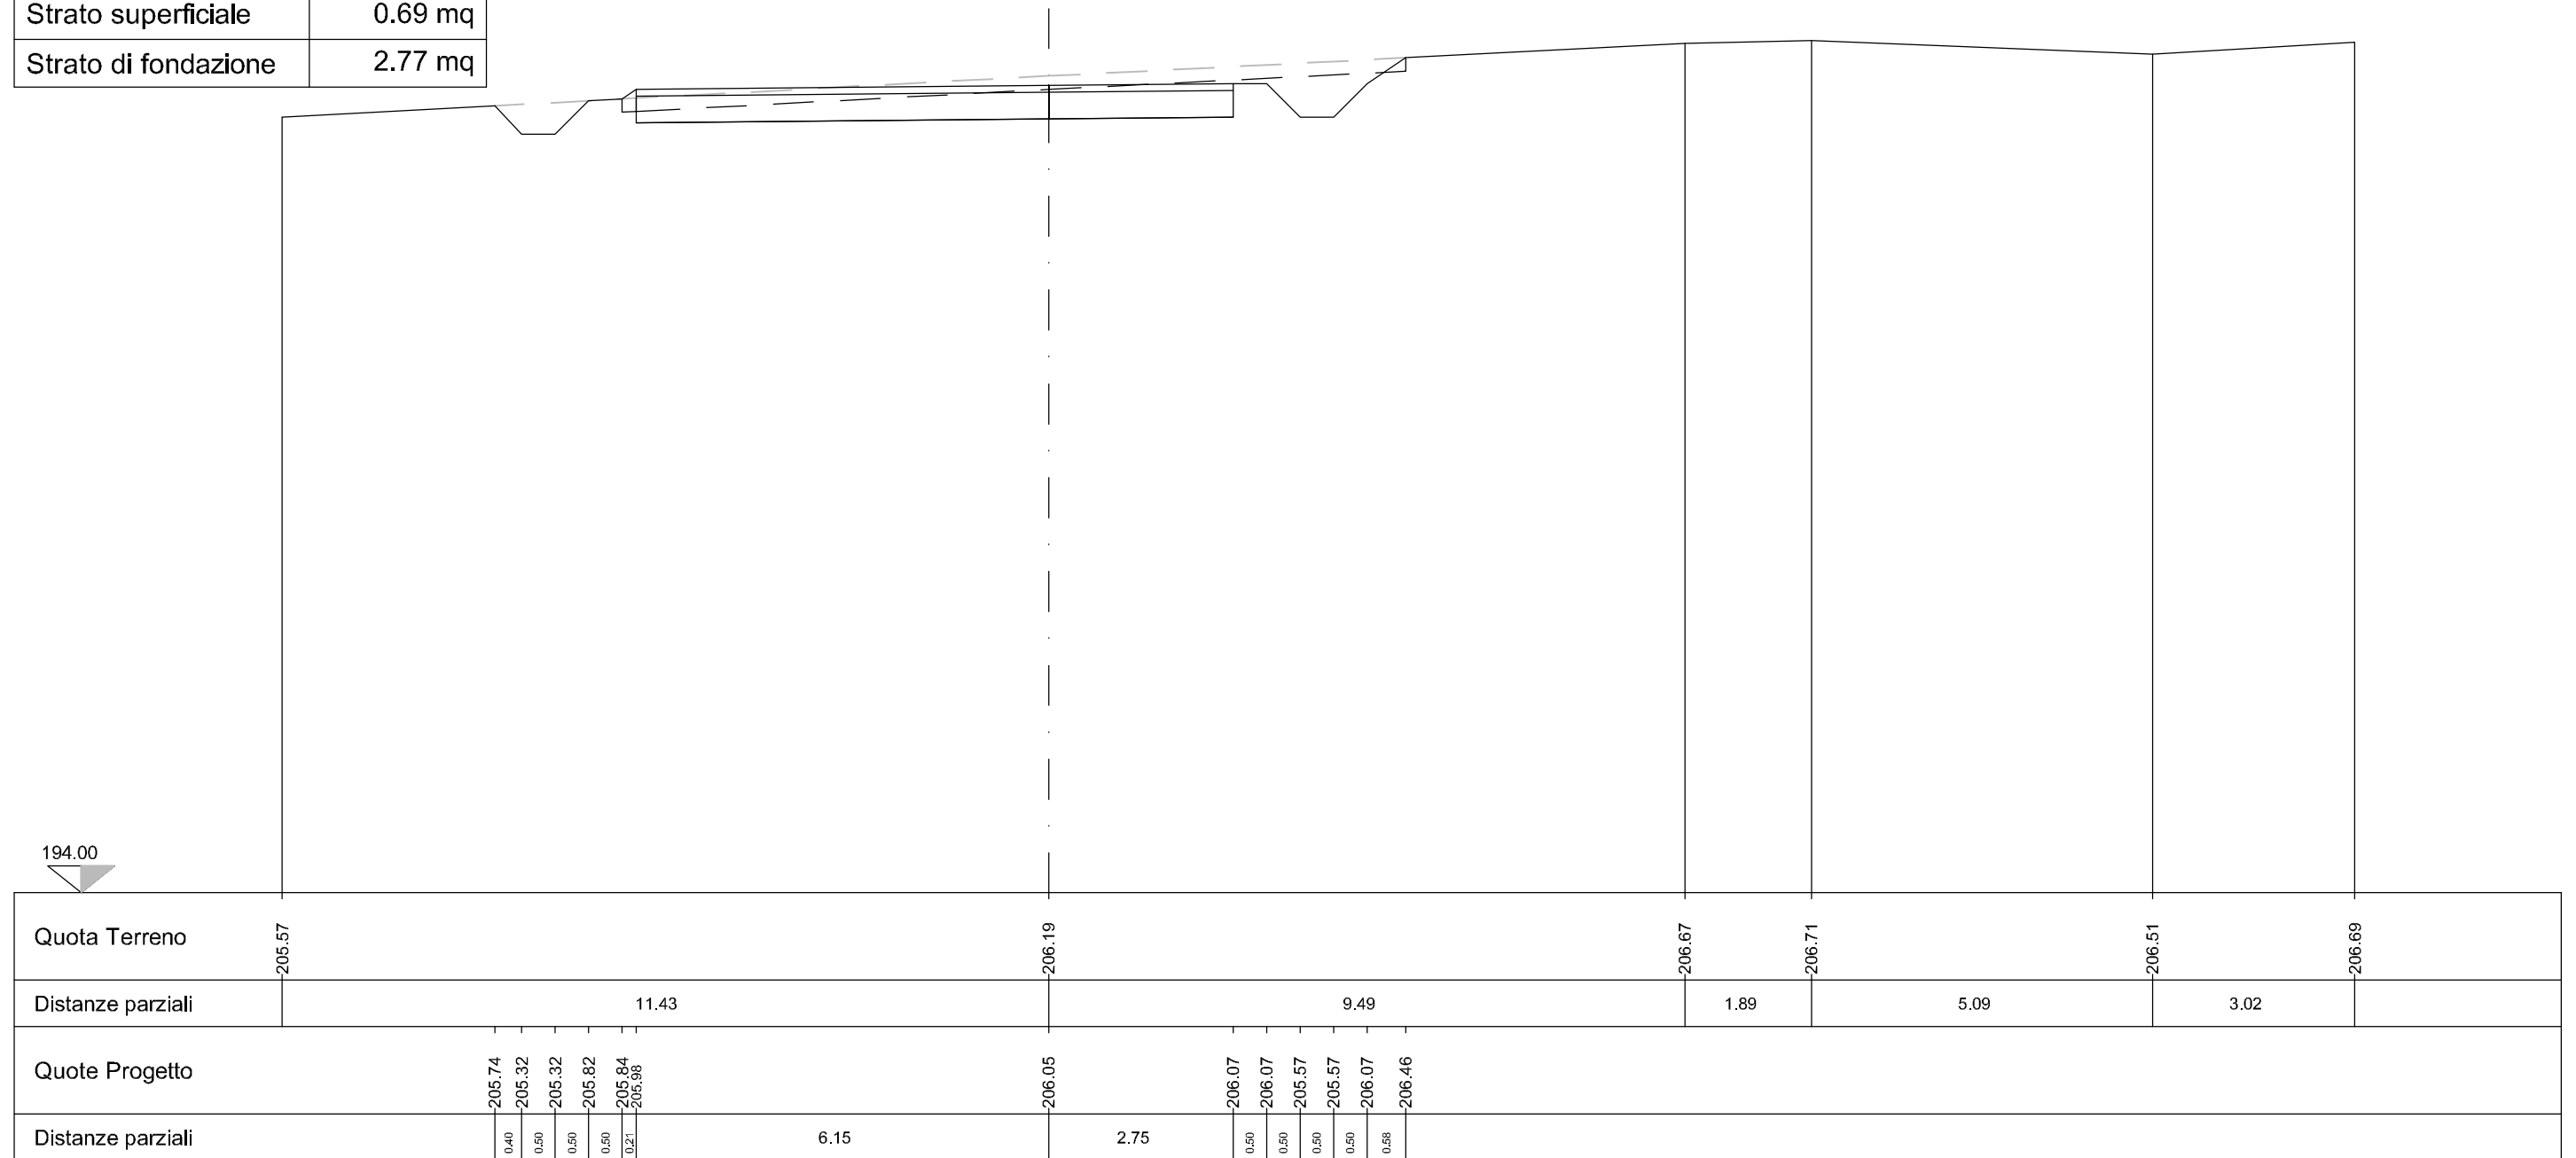 Strato superficiale 0.69 mq
Strato di fondazione 2.77 mq
194.00
Quota Terreno 205.57 206.19 206.67 206.71 206.51 206.69
Distanze parziali 11.43 9.49 1.89 5.09 3.02
Quote Progetto 205.74 205.32 205.32 205.82 205.84 205.98 206.05 206.07 206.07 205.57 205.57 206.07 206.46
Distanze parziali 0.40 0.50 0.50 0.50 0.21 6.15 2.75 0.50 0.50 0.50 0.50 0.58